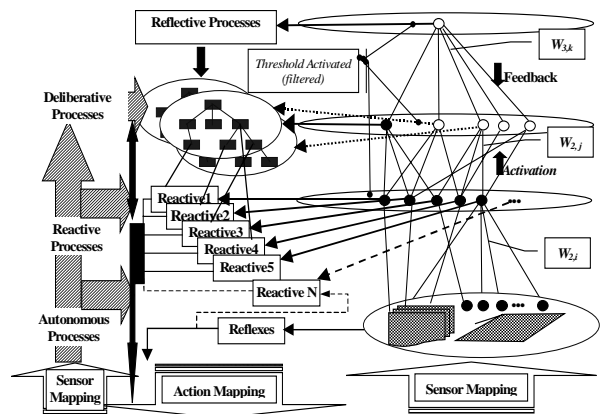 Reflective Processes
W3,k
Threshold Activated
(filtered)
Feedback
Deliberative
Processes
W2,j
Activation
Reactive1
Reactive2
Reactive3
Reactive4
Reactive5
Reactive N
...
Reactive
Processes
W2,i
...
Autonomous
Processes
Reflexes
Sensor
Mapping
Action Mapping
Sensor Mapping